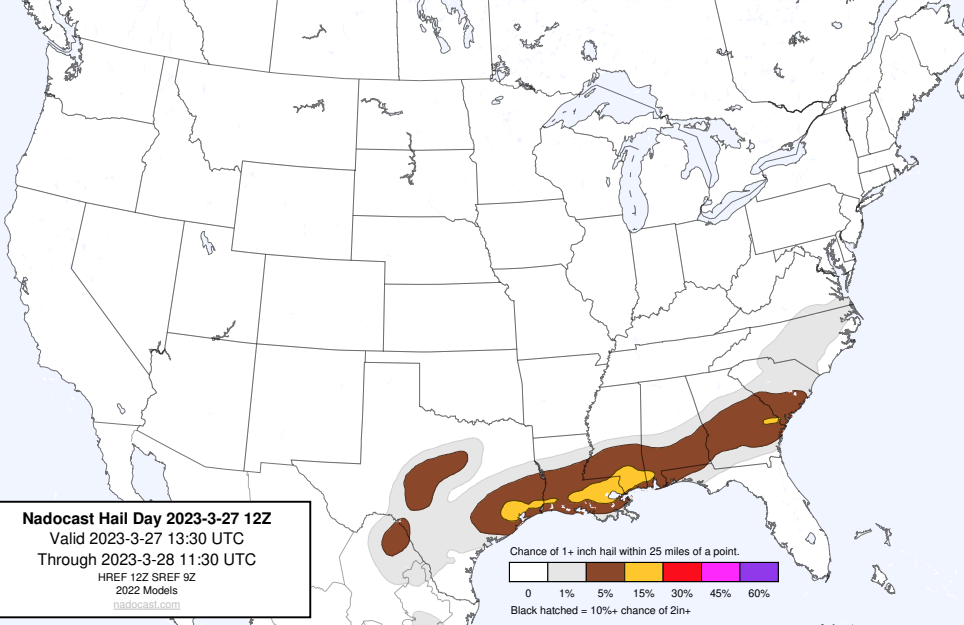 Nadocast Hail Day 2023-3-27 12Z
Valid 2023-3-27 13:30 UTC
Through 2023-3-28 11:30 UTC
HREF 12Z SREF 9Z
2022 Models
nadocast.com
Chance of 1+ inch hail within 25 miles of a point.
0 1% 5% 15% 30% 45% 60%
Black hatched = 10%+ chance of 2in+